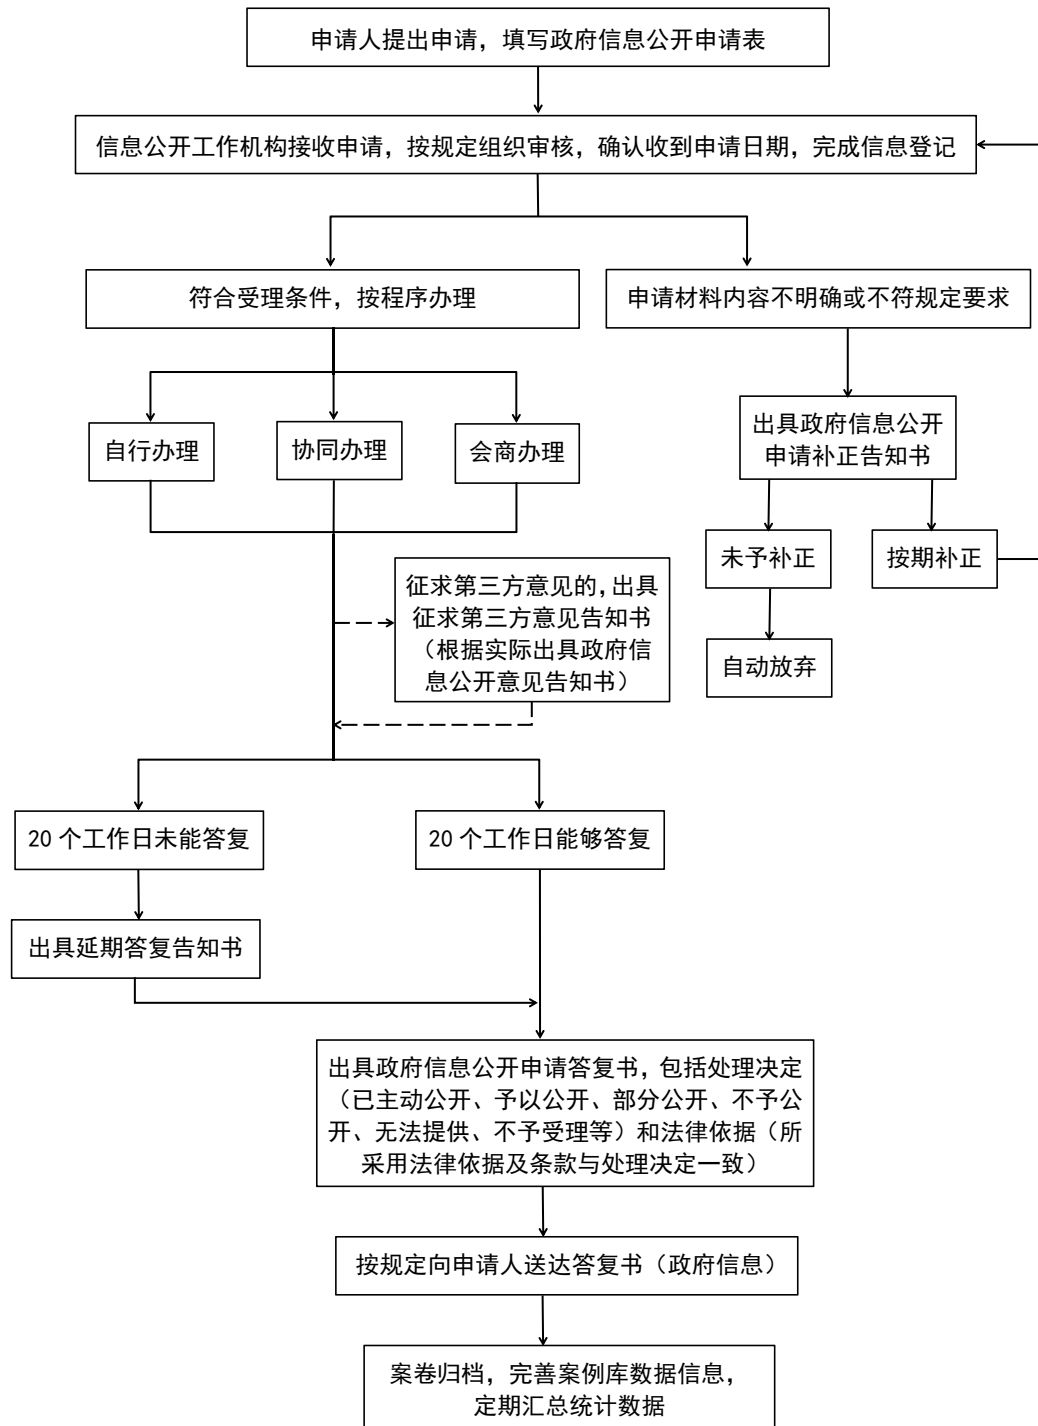 申请人提出申请，填写政府信息公开申请表
信息公开工作机构接收申请，按规定组织审核，确认收到申请日期，完成信息登记
符合受理条件，按程序办理
申请材料内容不明确或不符规定要求
自行办理
协同办理
会商办理
出具政府信息公开
申请补正告知书
未予补正
按期补正
自动放弃
征求第三方意见的，出具
征求第三方意见告知书
（根据实际出具政府信
息公开意见告知书）
20 个工作日未能答复
20 个工作日能够答复
出具延期答复告知书
出具政府信息公开申请答复书，包括处理决定
（已主动公开、予以公开、部分公开、不予公
开、无法提供、不予受理等）和法律依据（所
采用法律依据及条款与处理决定一致）
按规定向申请人送达答复书（政府信息）
案卷归档，完善案例库数据信息，
定期汇总统计数据